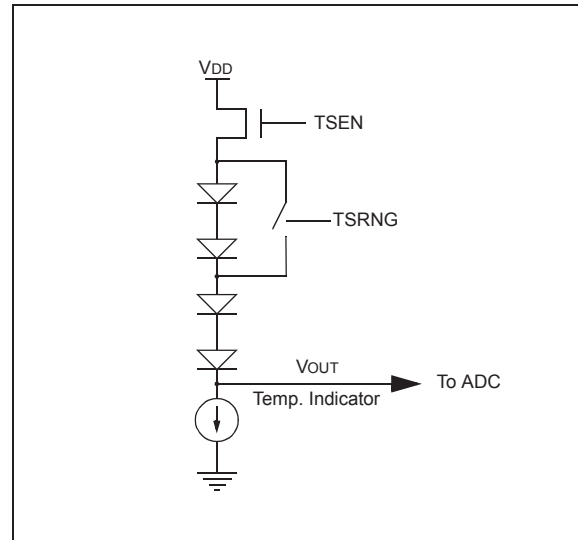 VDD
TSEN
TSRNG
VOUT
To ADC
Temp. Indicator